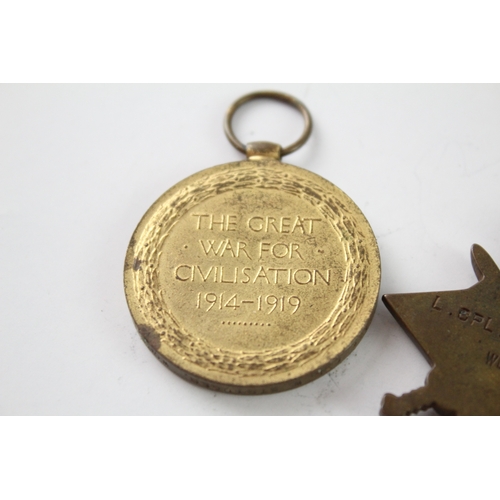 THE GREAT
· WAR FOR ·
CIVILISATION
1914-1919
.........
L.CPL